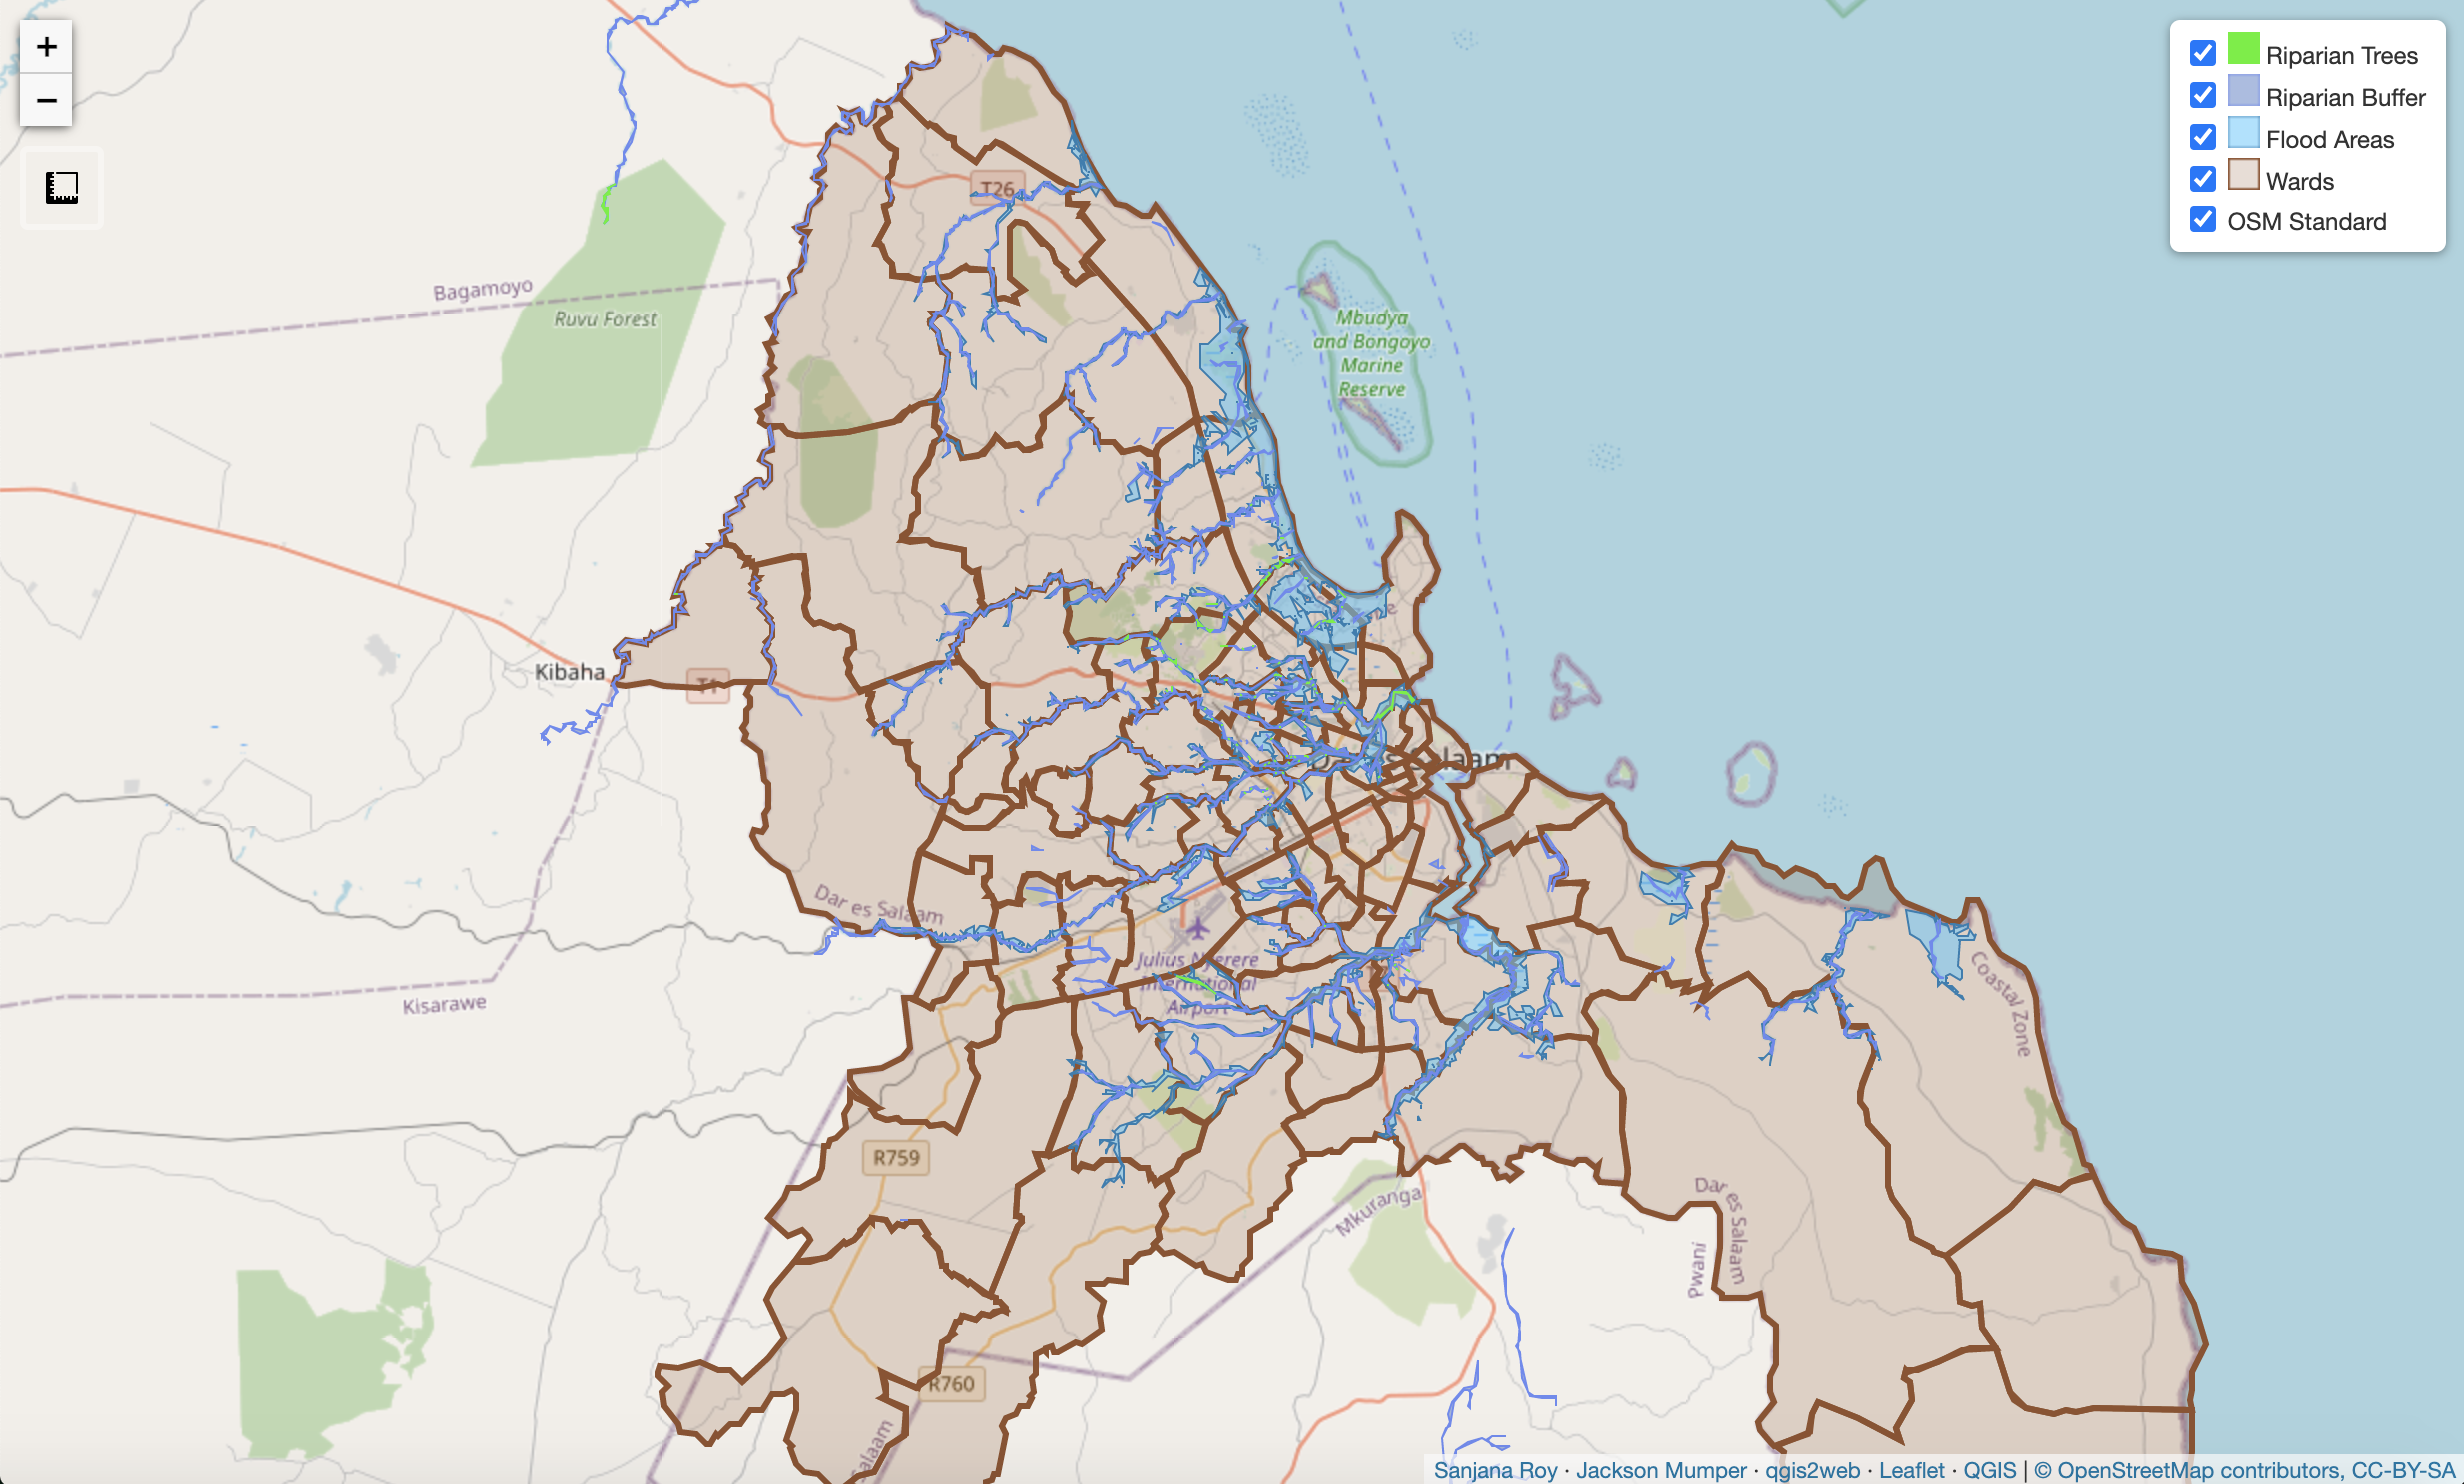 +
−
Riparian Trees
Riparian Buffer
Flood Areas
Wards
OSM Standard
T26
Bagamoyo
Ruvu Forest
Mbudya
and Bongoyo
Marine
Reserve
Kibaha
T1
Dar es Salaam
Dar es Salaam
Julius Nyerere
International
Airport
Kisarawe
Coastal Zone
R759
Mkuranga
Dar es Salaam
Pwani
R760
Salaam
Sanjana Roy · Jackson Mumper · qgis2web · Leaflet · QGIS | © OpenStreetMap contributors, CC-BY-SA